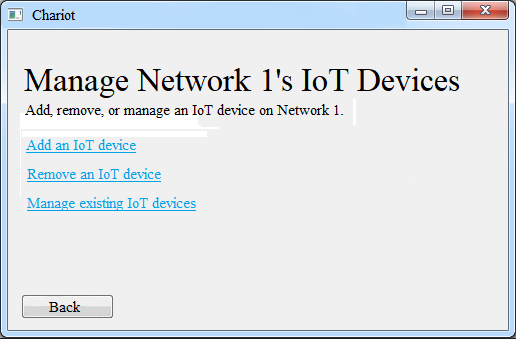 Chariot
Manage Network 1's IoT Devices
Add, remove, or manage an IoT device on Network 1.
Add an IoT device
Remove an IoT device
Manage existing IoT devices
Back